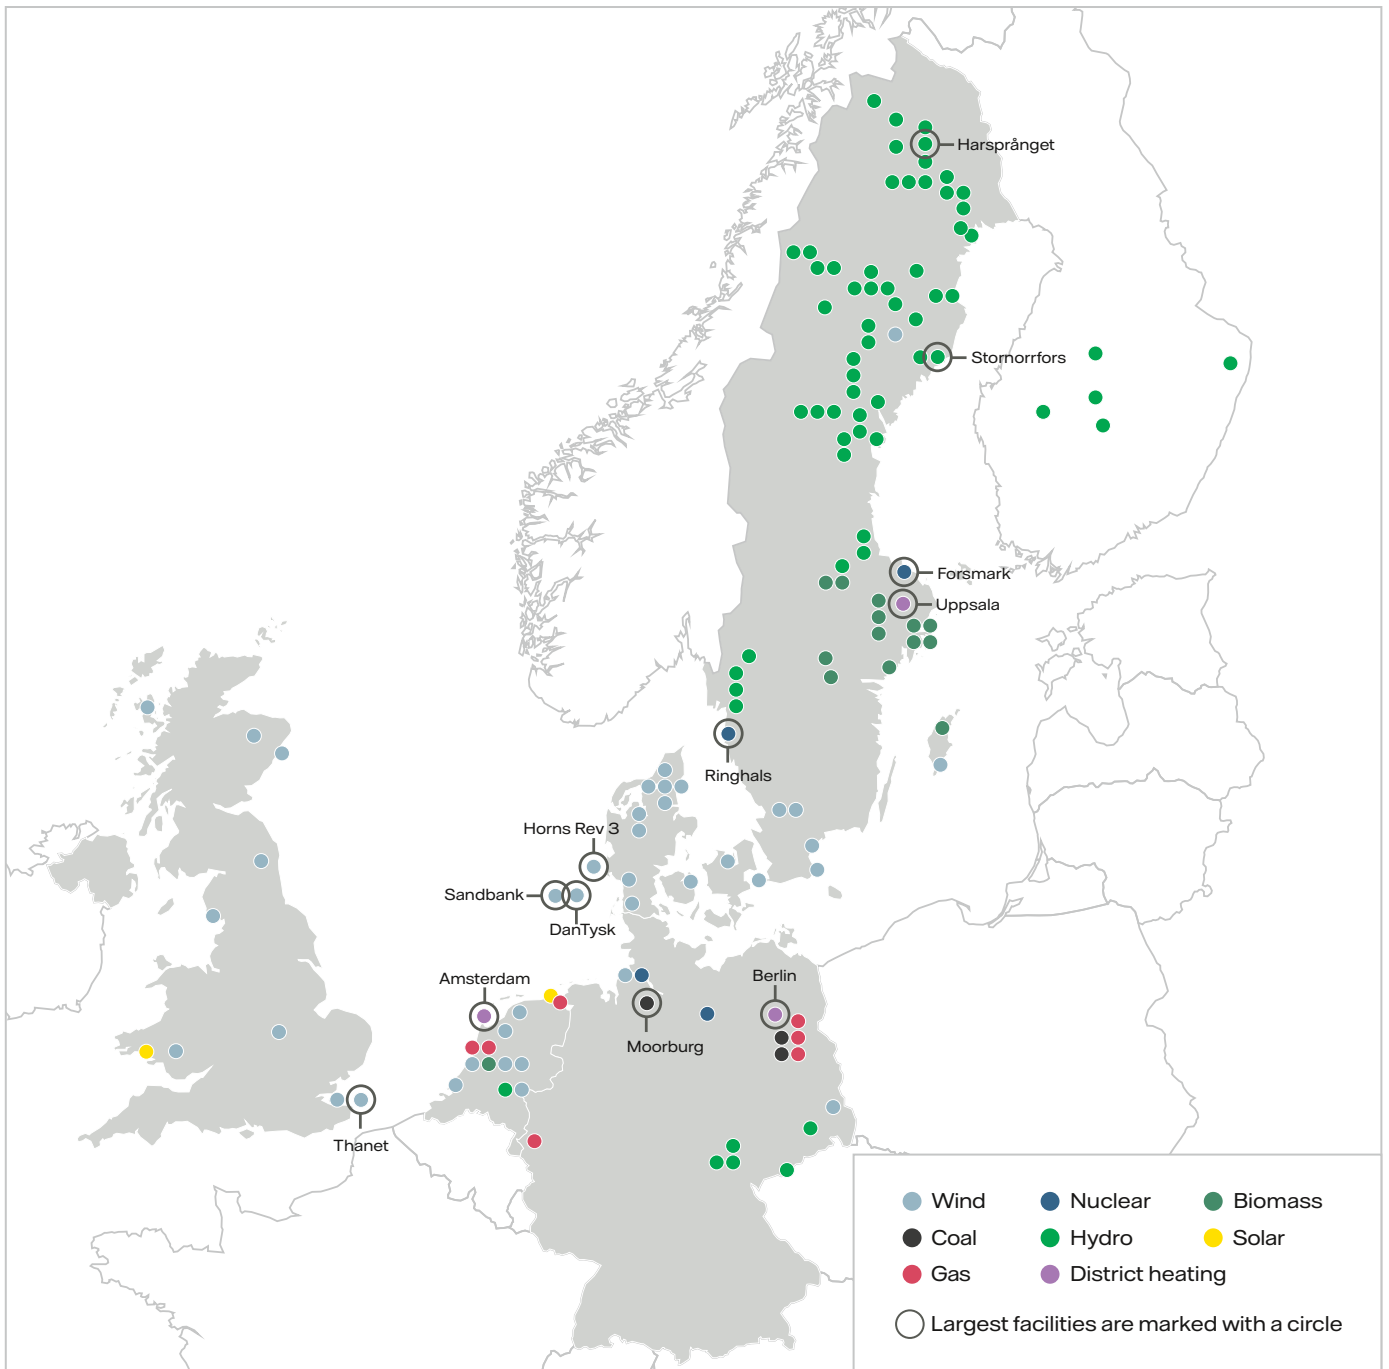 Harsprånget
Stornorrfors
Forsmark
Uppsala
Ringhals
Horns Rev 3
Sandbank
DanTysk
Amsterdam
Berlin
Moorburg
Thanet
Wind
Nuclear
Biomass
Coal
Hydro
Solar
Gas
District heating
Largest facilities are marked with a circle